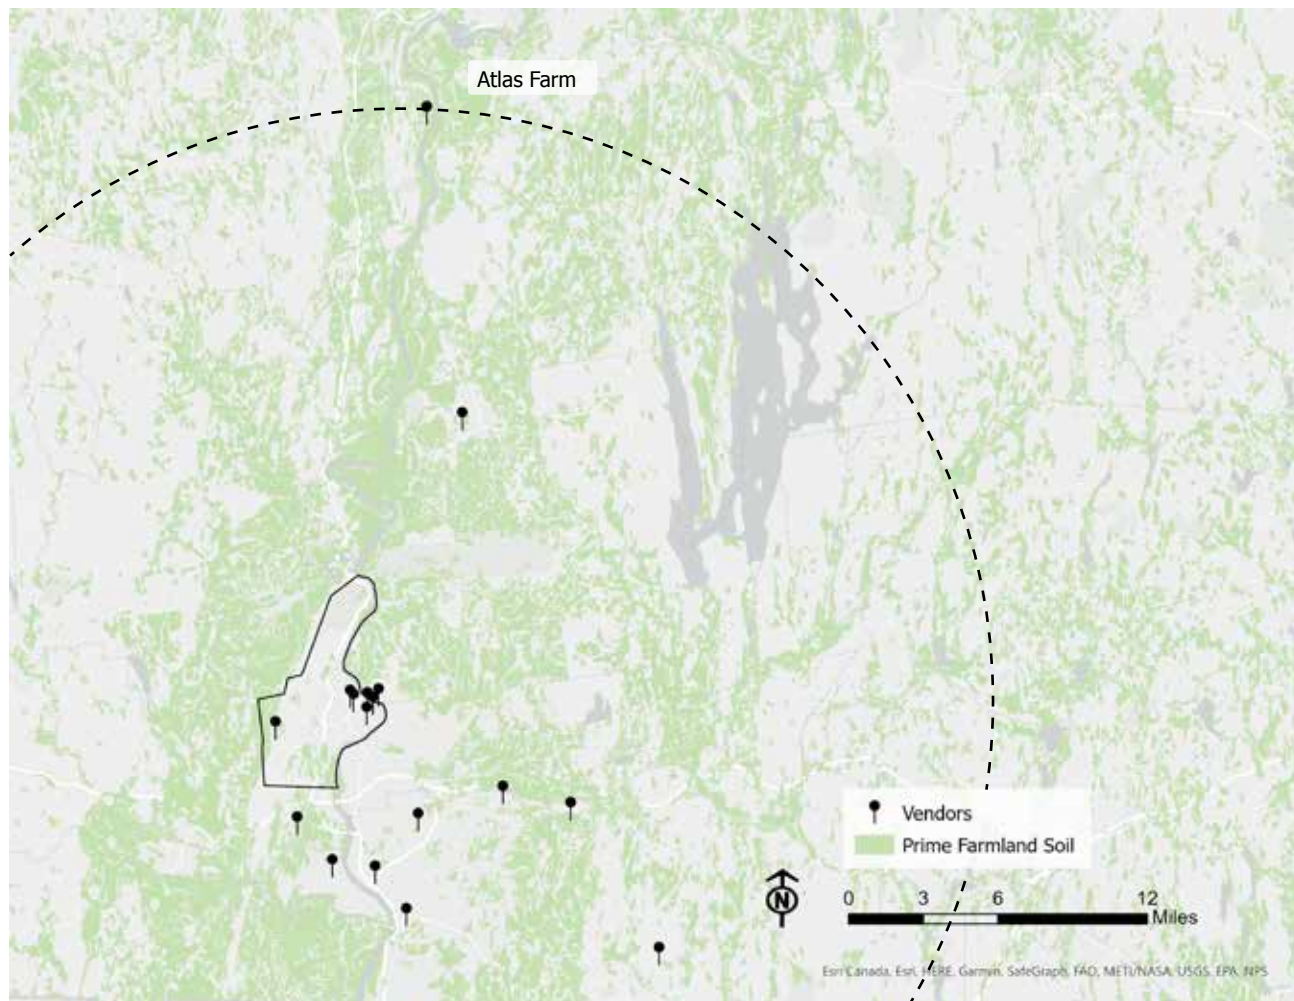 Atlas Farm
Vendors
Prime Farmland Soil
N
0 3 6 12
Miles
Esri Canada, Esri, HERE, Garmin, SafeGraph, FAO, METI/NASA, USGS, EPA, NPS